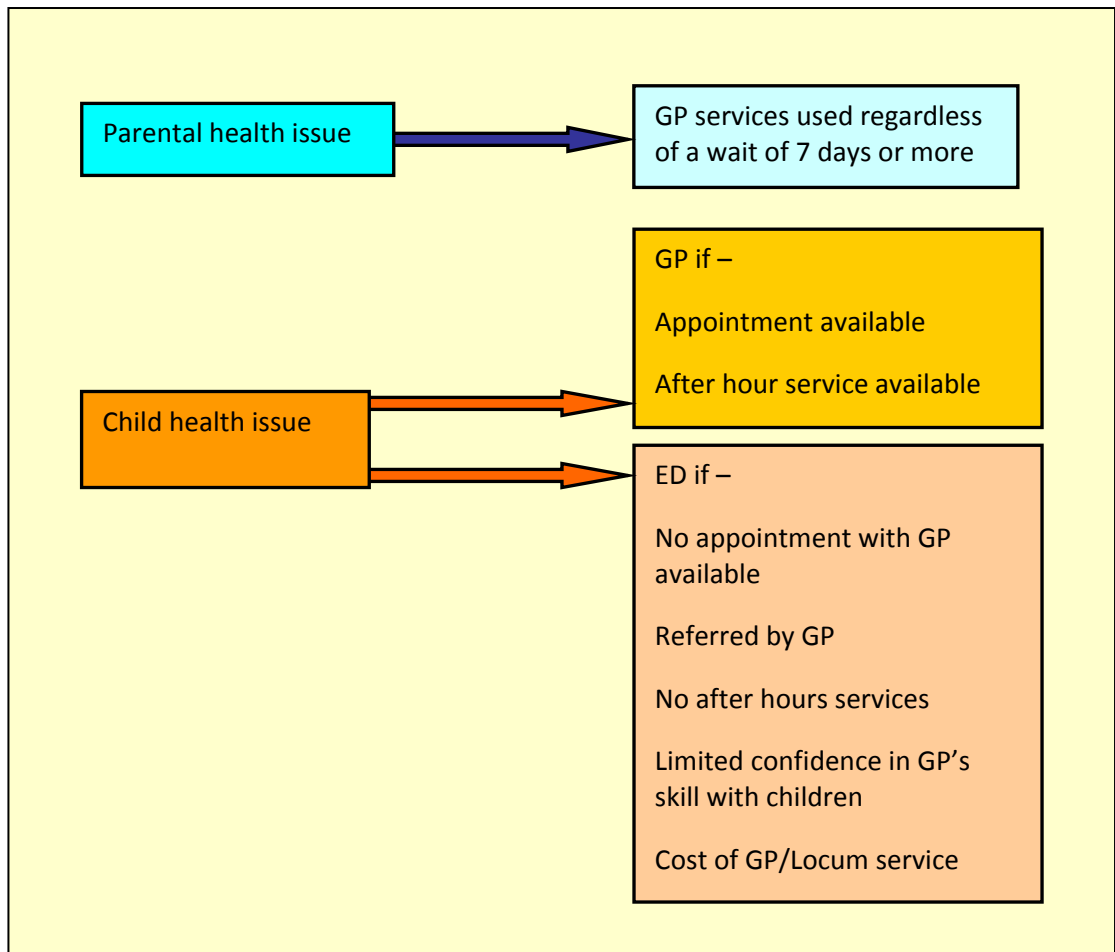 Parental health issue
GP services used regardless
of a wait of 7 days or more
GP if –
Appointment available
After hour service available
Child health issue
ED if –
No appointment with GP
available
Referred by GP
No after hours services
Limited confidence in GP’s
skill with children
Cost of GP/Locum service